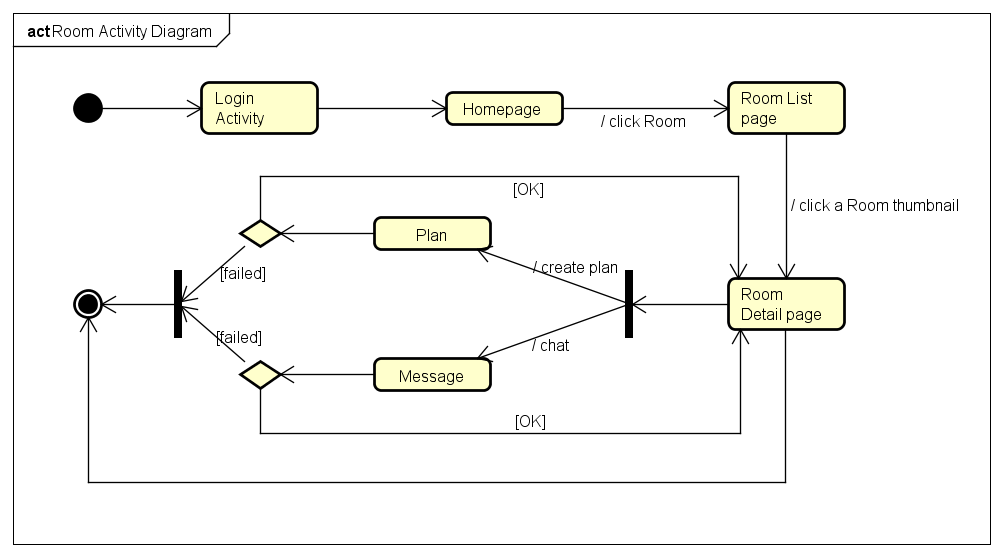 act Room Activity Diagram
Login
Activity
Homepage
/ click Room
Room List
page
[OK]
/ click a Room thumbnail
Plan
/ create plan
[failed]
Room
Detail page
[failed]
/ chat
Message
[OK]